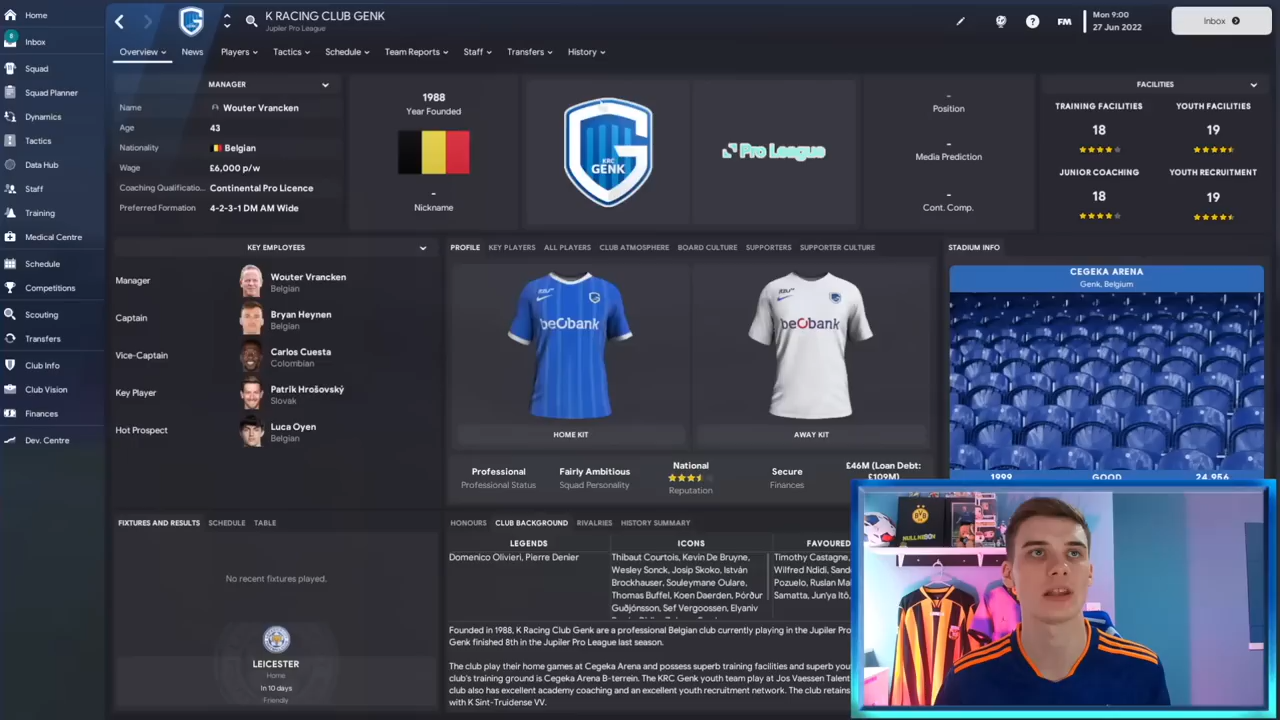 Home
8
Inbox
Squad
Squad Planner
Dynamics
Tactics
Data Hub
Staff
Training
Medical Centre
Schedule
Competitions
Scouting
Transfers
Club Info
Club Vision
Finances
Dev. Centre
K RACING CLUB GENK
Jupiler Pro League
FM
Mon 9:00
27 Jun 2022
Inbox
Overview
News
Players
Tactics
Schedule
Team Reports
Staff
Transfers
History
MANAGER
Name Wouter Vrancken
Age 43
Nationality Belgian
Wage £6,000 p/w
Coaching Qualificatio... Continental Pro Licence
Preferred Formation 4-2-3-1 DM AM Wide
1988
Year Founded
-
Nickname
KRC
GENK
Pro League
-
Position
-
Media Prediction
-
Cont. Comp.
FACILITIES
TRAINING FACILITIES
18
YOUTH FACILITIES
19
JUNIOR COACHING
18
YOUTH RECRUITMENT
19
KEY EMPLOYEES
Manager
Wouter Vrancken
Belgian
Captain
Bryan Heynen
Belgian
Vice-Captain
Carlos Cuesta
Colombian
Key Player
Patrik Hrošovský
Slovak
Hot Prospect
Luca Oyen
Belgian
PROFILE KEY PLAYERS ALL PLAYERS CLUB ATMOSPHERE BOARD CULTURE SUPPORTERS SUPPORTER CULTURE
beobank
HOME KIT
beobank
AWAY KIT
Professional
Professional Status
Fairly Ambitious
Squad Personality
National
Reputation
Secure
Finances
£46M (Loan Debt:
£109M)
STADIUM INFO
CEGEKA ARENA
Genk, Belgium
1999
GOOD
24,956
FIXTURES AND RESULTS SCHEDULE TABLE
No recent fixtures played.
LEICESTER
Home
In 10 days
Friendly
HONOURS CLUB BACKGROUND RIVALRIES HISTORY SUMMARY
LEGENDS
Domenico Olivieri, Pierre Denier
ICONS
Thibaut Courtois, Kevin De Bruyne,
Wesley Sonck, Josip Skoko, István
Brockhauser, Souleymane Oulare,
Thomas Buffel, Koen Daerden, Þórður
Guðjónsson, Sef Vergoossen, Elyaniv
FAVOURED
Timothy Castagne,
Wilfred Ndidi, Sand
Pozuelo, Ruslan Mal
Samatta, Jun'ya Itō,
Founded in 1988, K Racing Club Genk are a professional Belgian club currently playing in the Jupiler Pro
Genk finished 8th in the Jupiler Pro League last season.
The club play their home games at Cegeka Arena and possess superb training facilities and superb you
club's training ground is Cegeka Arena B-terrein. The KRC Genk youth team play at Jos Vaessen Talent
club also has excellent academy coaching and an excellent youth recruitment network. The club retains
with K Sint-Truidense VV.